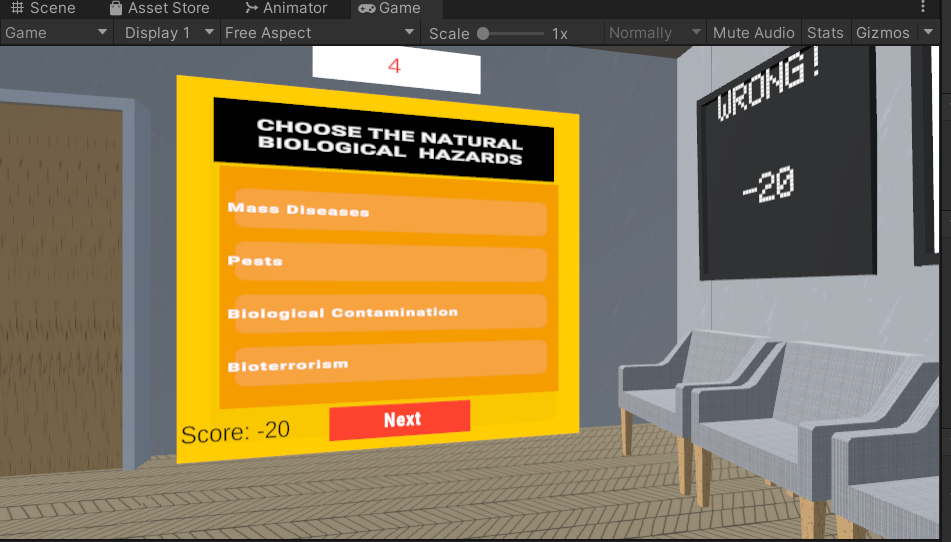 Scene Asset Store Animator Game
Game Display 1 Free Aspect Scale 1x Normally Mute Audio Stats Gizmos
4
WRONG!
-20
CHOOSE THE NATURAL
BIOLOGICAL HAZARDS
Mass Diseases
Pests
Biological Contamination
Bioterrorism
Next
Score: -20